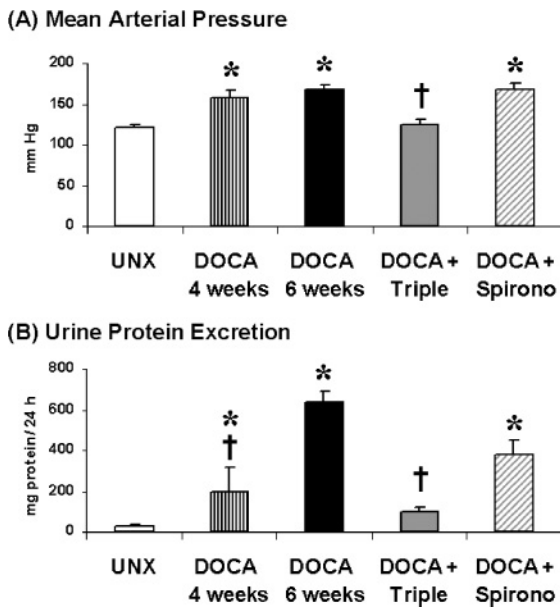 (A) Mean Arterial Pressure
200
150
100
50
0
mm Hg
* * † *
UNX DOCA 4 weeks DOCA 6 weeks DOCA + Triple DOCA + Spirono
(B) Urine Protein Excretion
800
600
400
200
0
mg protein/ 24 h
* † * † *
UNX DOCA 4 weeks DOCA 6 weeks DOCA + Triple DOCA + Spirono